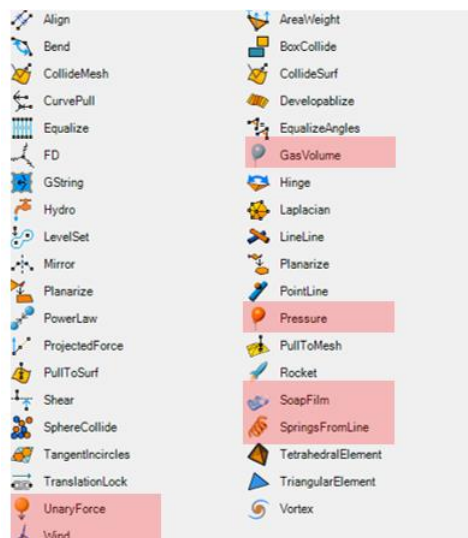 Align
AreaWeight
Bend
BoxCollide
CollideMesh
CollideSurf
CurvePull
Developablize
Equalize
EqualizeAngles
FD
GasVolume
GString
Hinge
Hydro
Laplacian
LevelSet
LineLine
Mirror
Planarize
Planarize
PointLine
PowerLaw
Pressure
ProjectedForce
PullToMesh
PullToSurf
Rocket
Shear
SoapFilm
SphereCollide
SpringsFromLine
TangentIncircles
TetrahedralElement
TranslationLock
TriangularElement
UnaryForce
Vortex
Wind